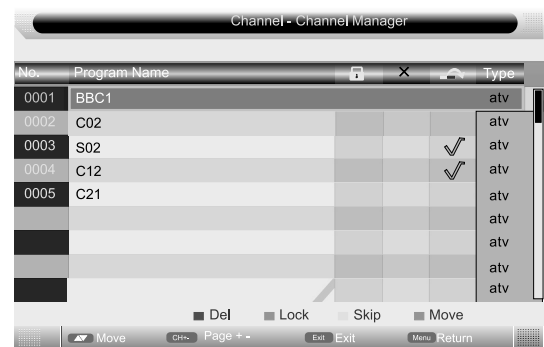 Channel - Channel Manager
No. Program Name Type
0001 BBC1 atv
0002 C02 atv
0003 S02 atv
0004 C12 atv
0005 C21 atv
atv
atv
atv
atv
Del Lock Skip Move
Move CH+- Page + - Exit Exit Menu Return